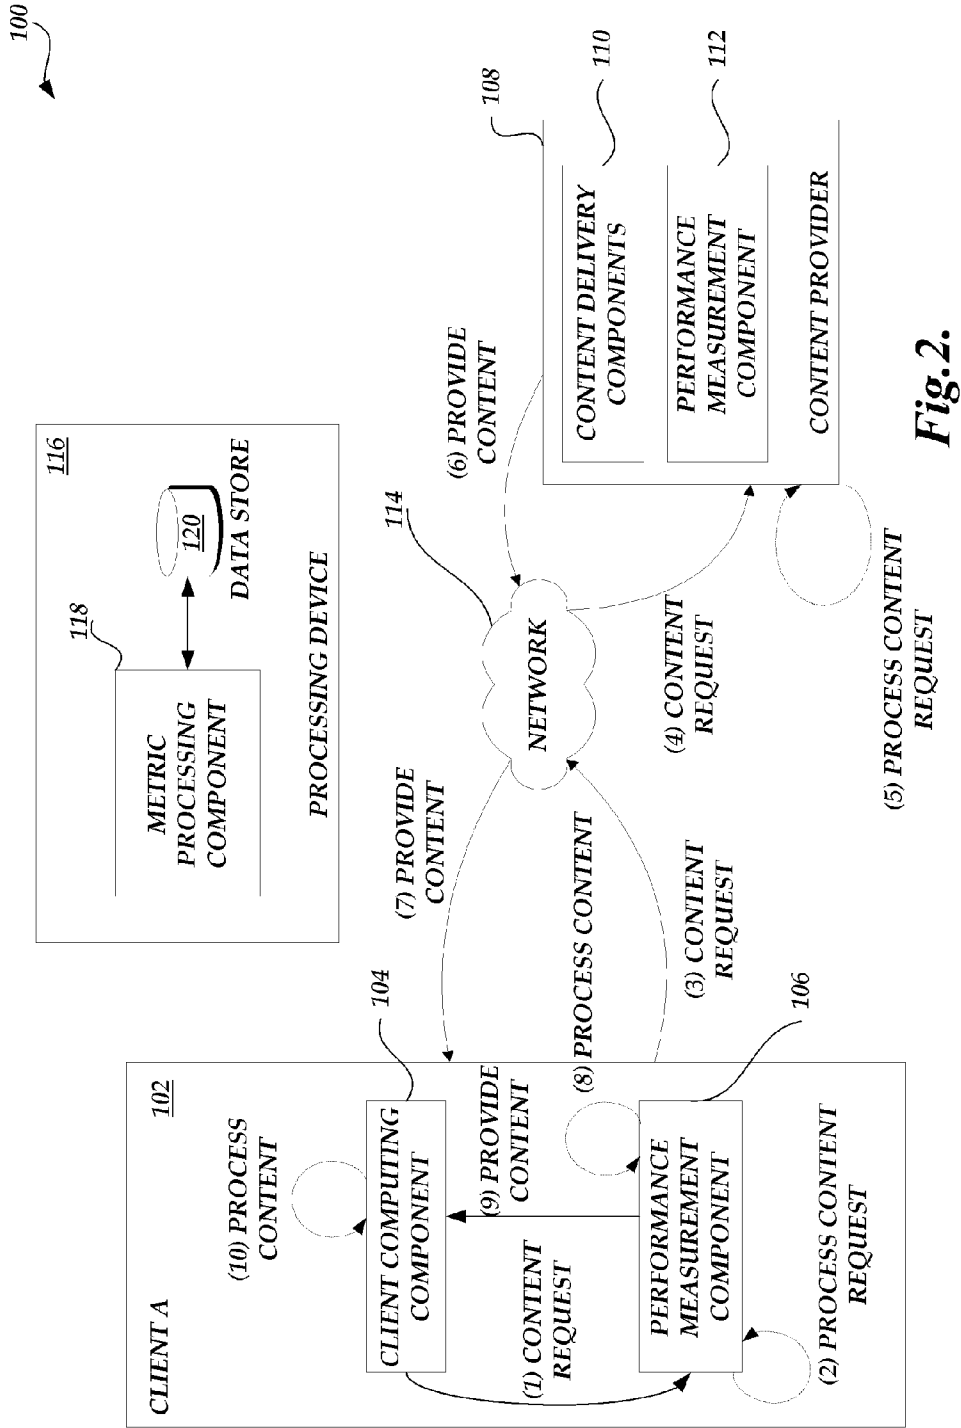 100
116
118
METRIC
PROCESSING
COMPONENT
120
DATA STORE
PROCESSING DEVICE
CLIENT A
102
(10) PROCESS
CONTENT
104
CLIENT COMPUTING
COMPONENT
(1) CONTENT
REQUEST
(9) PROVIDE
CONTENT
(8) PROCESS CONTENT
106
PERFORMANCE
MEASUREMENT
COMPONENT
(2) PROCESS CONTENT
REQUEST
(7) PROVIDE
CONTENT
(3) CONTENT
REQUEST
114
NETWORK
(6) PROVIDE
CONTENT
(4) CONTENT
REQUEST
108
110
CONTENT DELIVERY
COMPONENTS
112
PERFORMANCE
MEASUREMENT
COMPONENT
CONTENT PROVIDER
(5) PROCESS CONTENT
REQUEST
Fig.2.